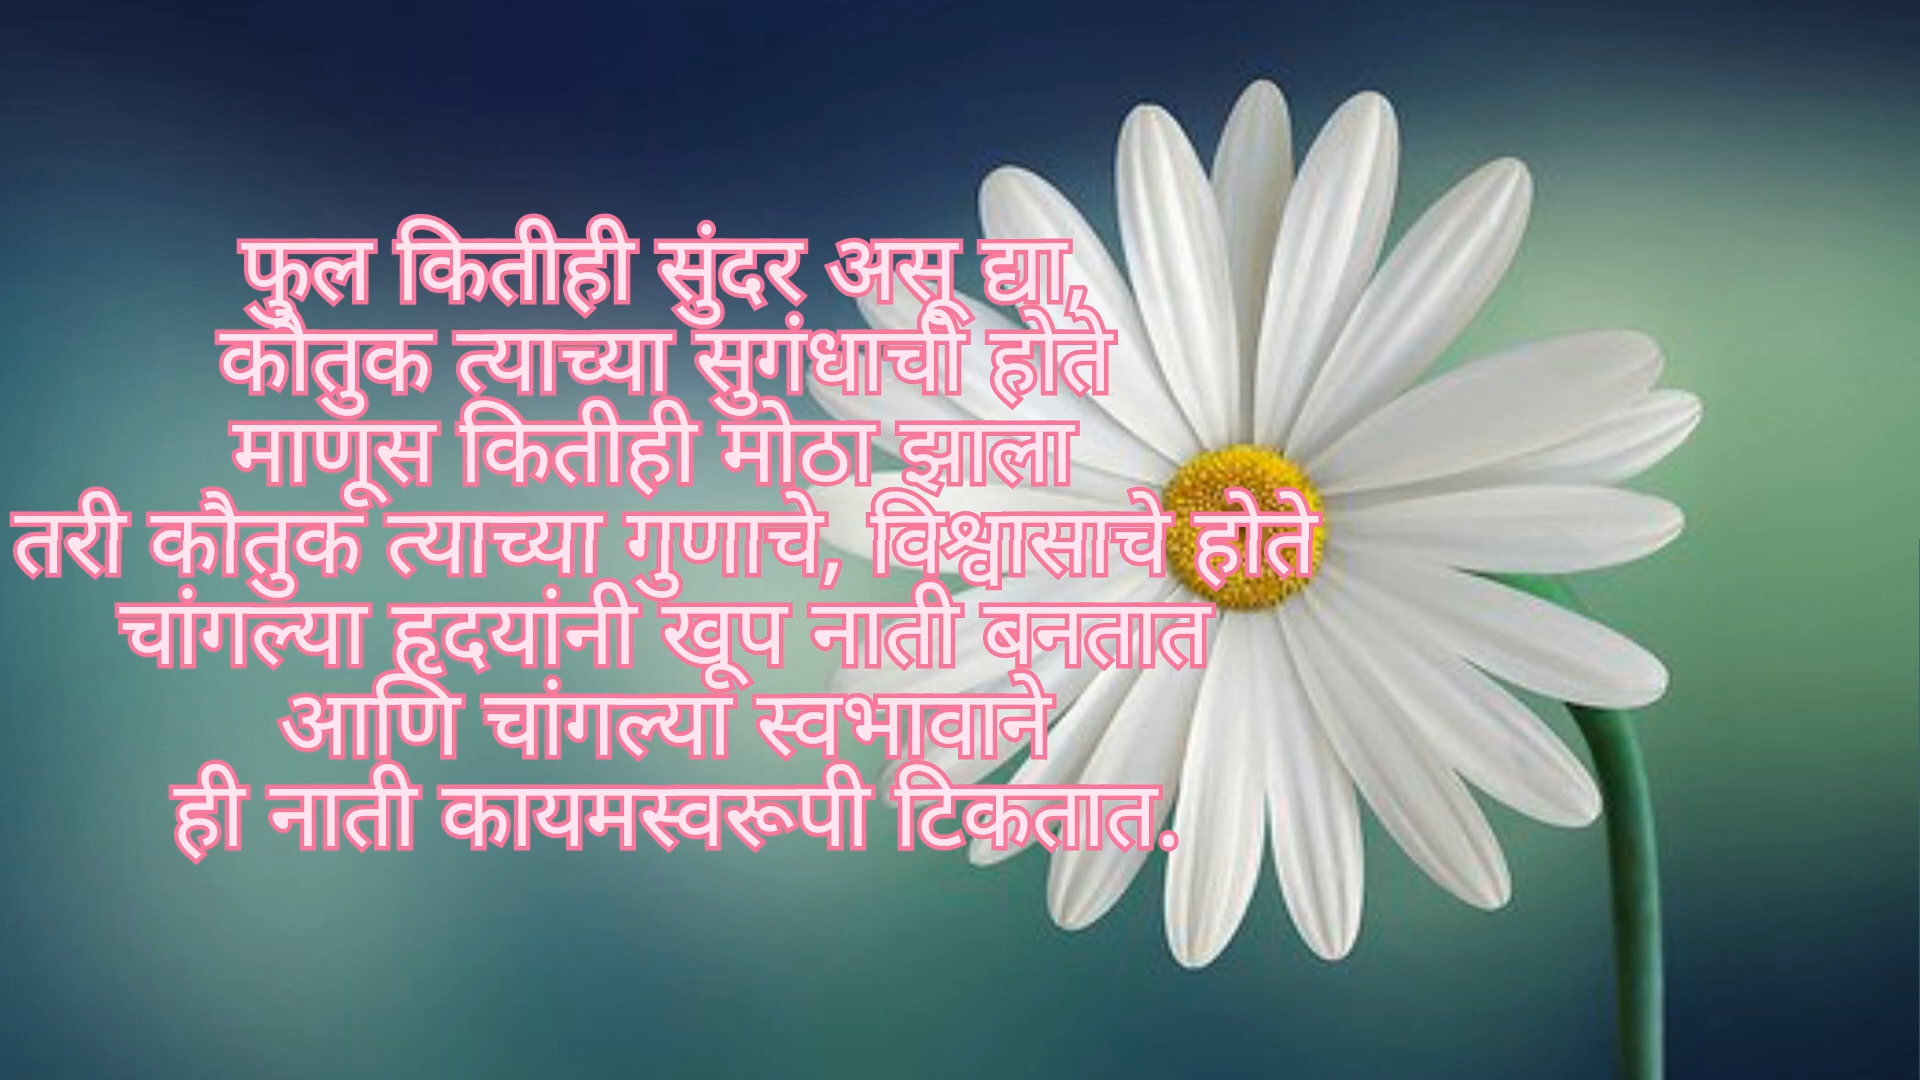 फुल कितीही सुंदर असू द्या,
कौतुक त्याच्या सुगंधाची होते
माणूस कितीही मोठा झाला
तरी कौतुक त्याच्या गुणाचे, विश्वासाचे होते
चांगल्या हृदयांनी खूप नाती बनतात
आणि चांगल्या स्वभावाने
ही नाती कायमस्वरूपी टिकतात.